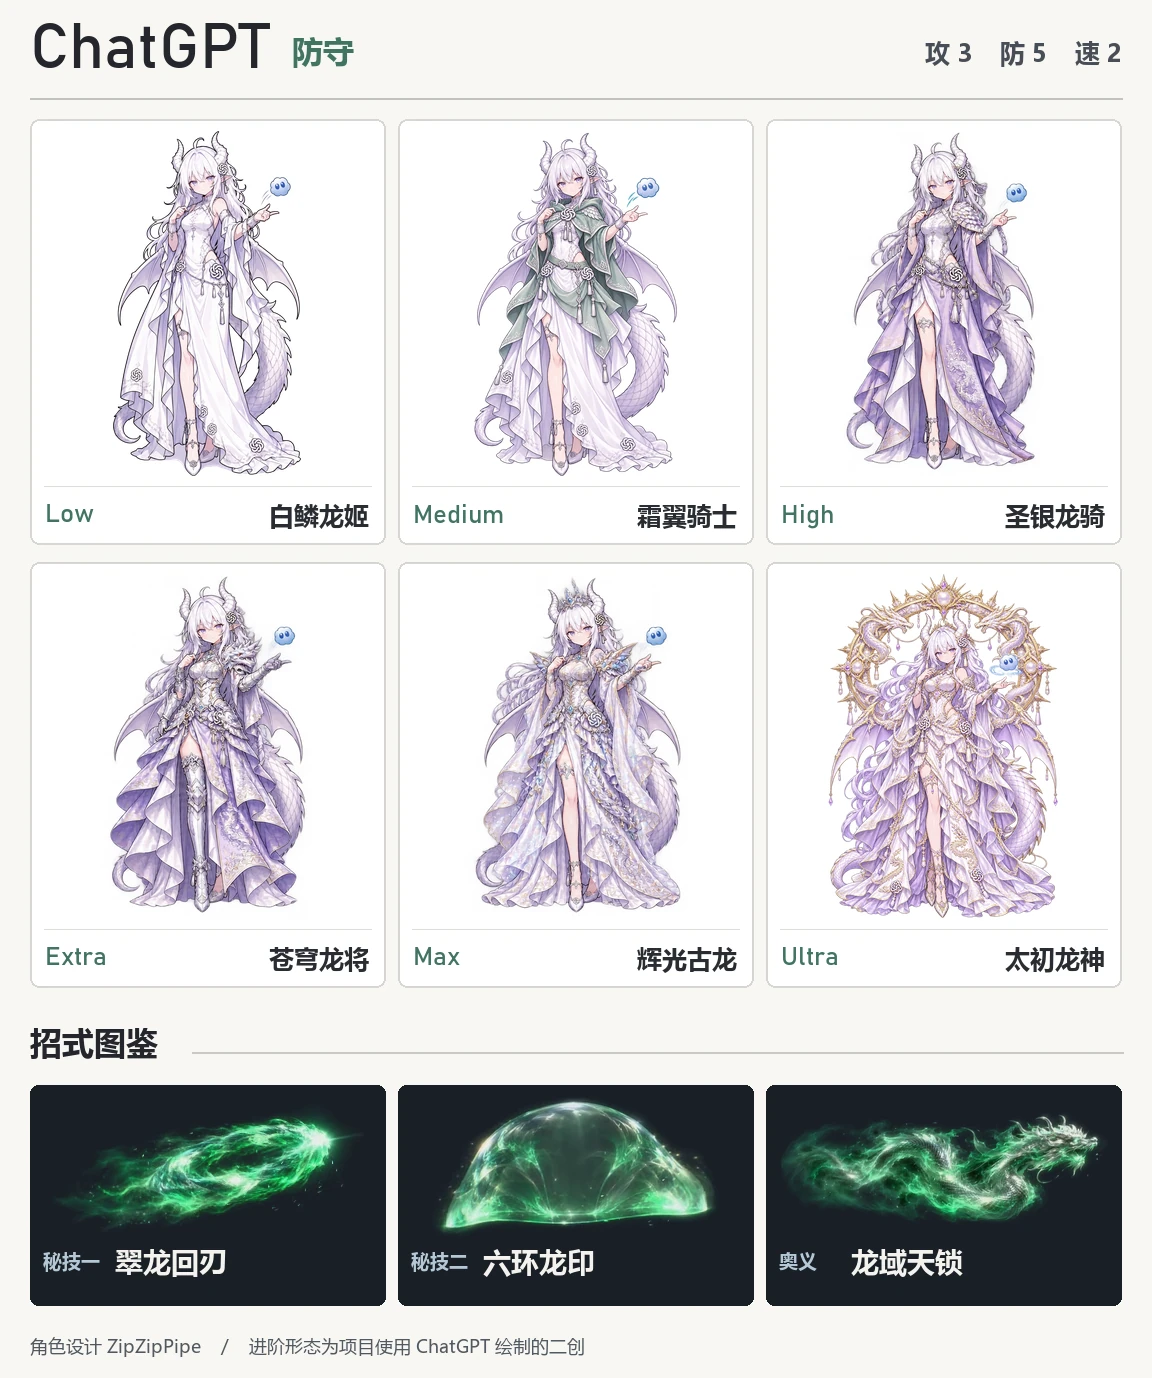 ChatGPT 防守 攻 3 防 5 速 2
Low 白鳞龙姬
Medium 霜翼骑士
High 圣银龙骑
Extra 苍穹龙将
Max 辉光古龙
Ultra 太初龙神
招式图鉴
秘技一 翠龙回刃
秘技二 六环龙印
奥义 龙域天锁
角色设计 ZipZipPipe / 进阶形态为项目使用 ChatGPT 绘制的二创